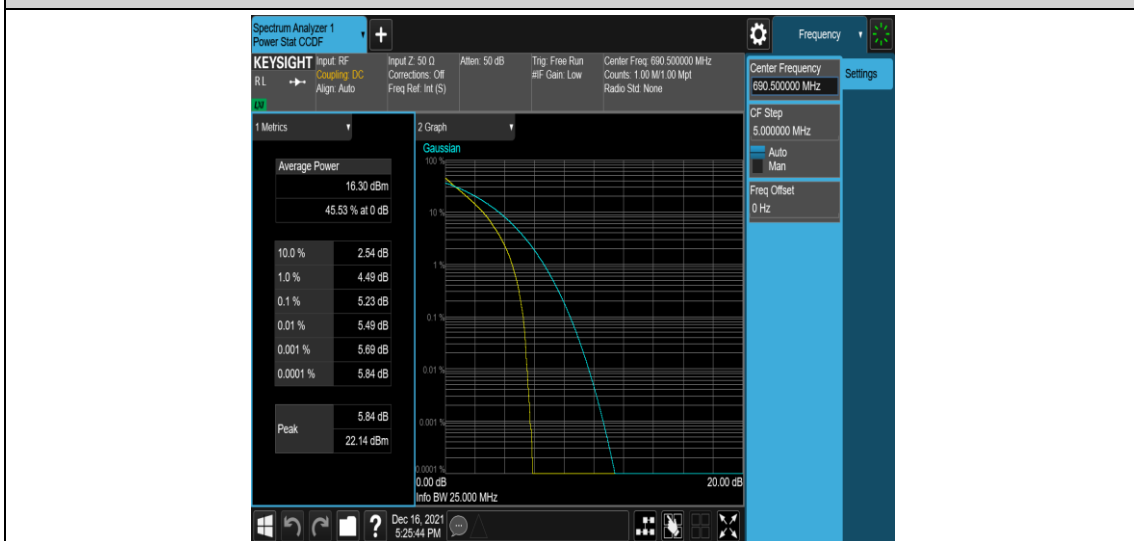 Spectrum Analyzer 1
Power Stat CCDF
+
Frequency
KEYSIGHT
RL
LXI
Input: RF
Coupling: DC
Align: Auto
Input Z: 50 Ω
Corrections: Off
Freq Ref: Int (S)
Atten: 50 dB
Trig: Free Run
#IF Gain: Low
Center Freq: 690.500000 MHz
Counts: 1.00 M/1.00 Mpt
Radio Std: None
Center Frequency
690.500000 MHz
Settings
CF Step
5.000000 MHz
Auto
Man
Freq Offset
0 Hz
1 Metrics
Average Power
16.30 dBm
45.53 % at 0 dB
10.0 % 2.54 dB
1.0 % 4.49 dB
0.1 % 5.23 dB
0.01 % 5.49 dB
0.001 % 5.69 dB
0.0001 % 5.84 dB
Peak
5.84 dB
22.14 dBm
2 Graph
Gaussian
100 %
10 %
1 %
0.1 %
0.01 %
0.001 %
0.0001 %
0.00 dB 20.00 dB
Info BW 25.000 MHz
?
Dec 16, 2021
5:25:44 PM